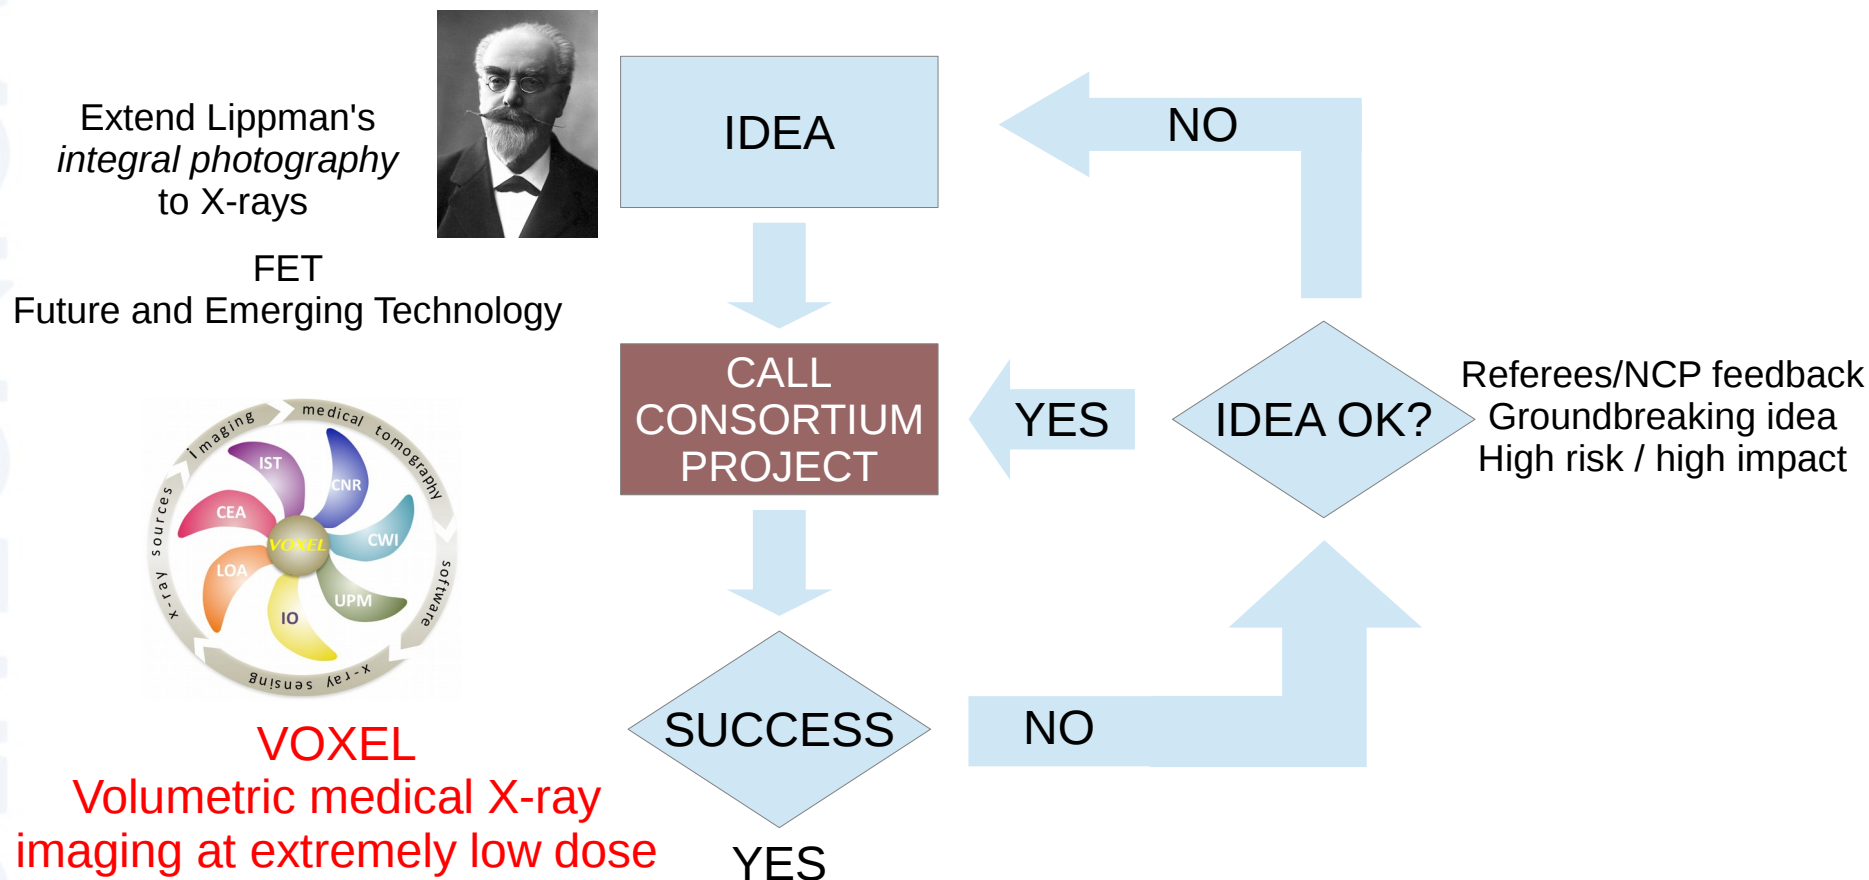 Extend Lippman's
integral photography
to X-rays
FET
Future and Emerging Technology
IDEA
NO
CALL
CONSORTIUM
PROJECT
YES
IDEA OK?
Referees/NCP feedback
Groundbreaking idea
High risk / high impact
imaging
medical tomography
software
x-ray sensing
x-ray sources
IST
CNR
CEA
VOXEL
CWI
LOA
UPM
IO
VOXEL
Volumetric medical X-ray
imaging at extremely low dose
SUCCESS
NO
YES